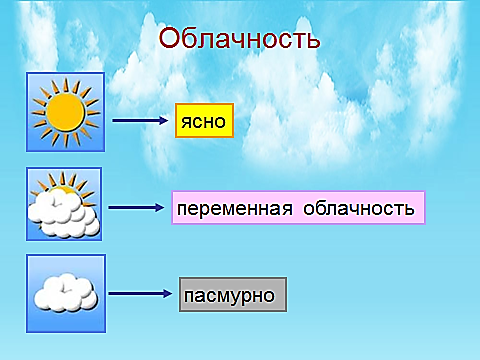 Облачность
ясно
переменная облачность
пасмурно